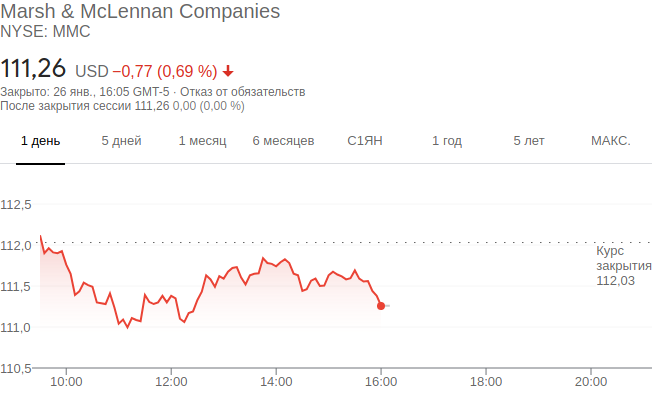 Marsh & McLennan Companies
NYSE: MMC
111,26 USD −0,77 (0,69 %)
Закрыто: 26 янв., 16:05 GMT-5 · Отказ от обязательств
После закрытия сессии 111,26 0,00 (0,00 %)
1 день 5 дней 1 месяц 6 месяцев С1ЯН 1 год 5 лет МАКС.
112,5
112,0
Курс
закрытия
112,03
111,5
111,0
110,5
10:00 12:00 14:00 16:00 18:00 20:00